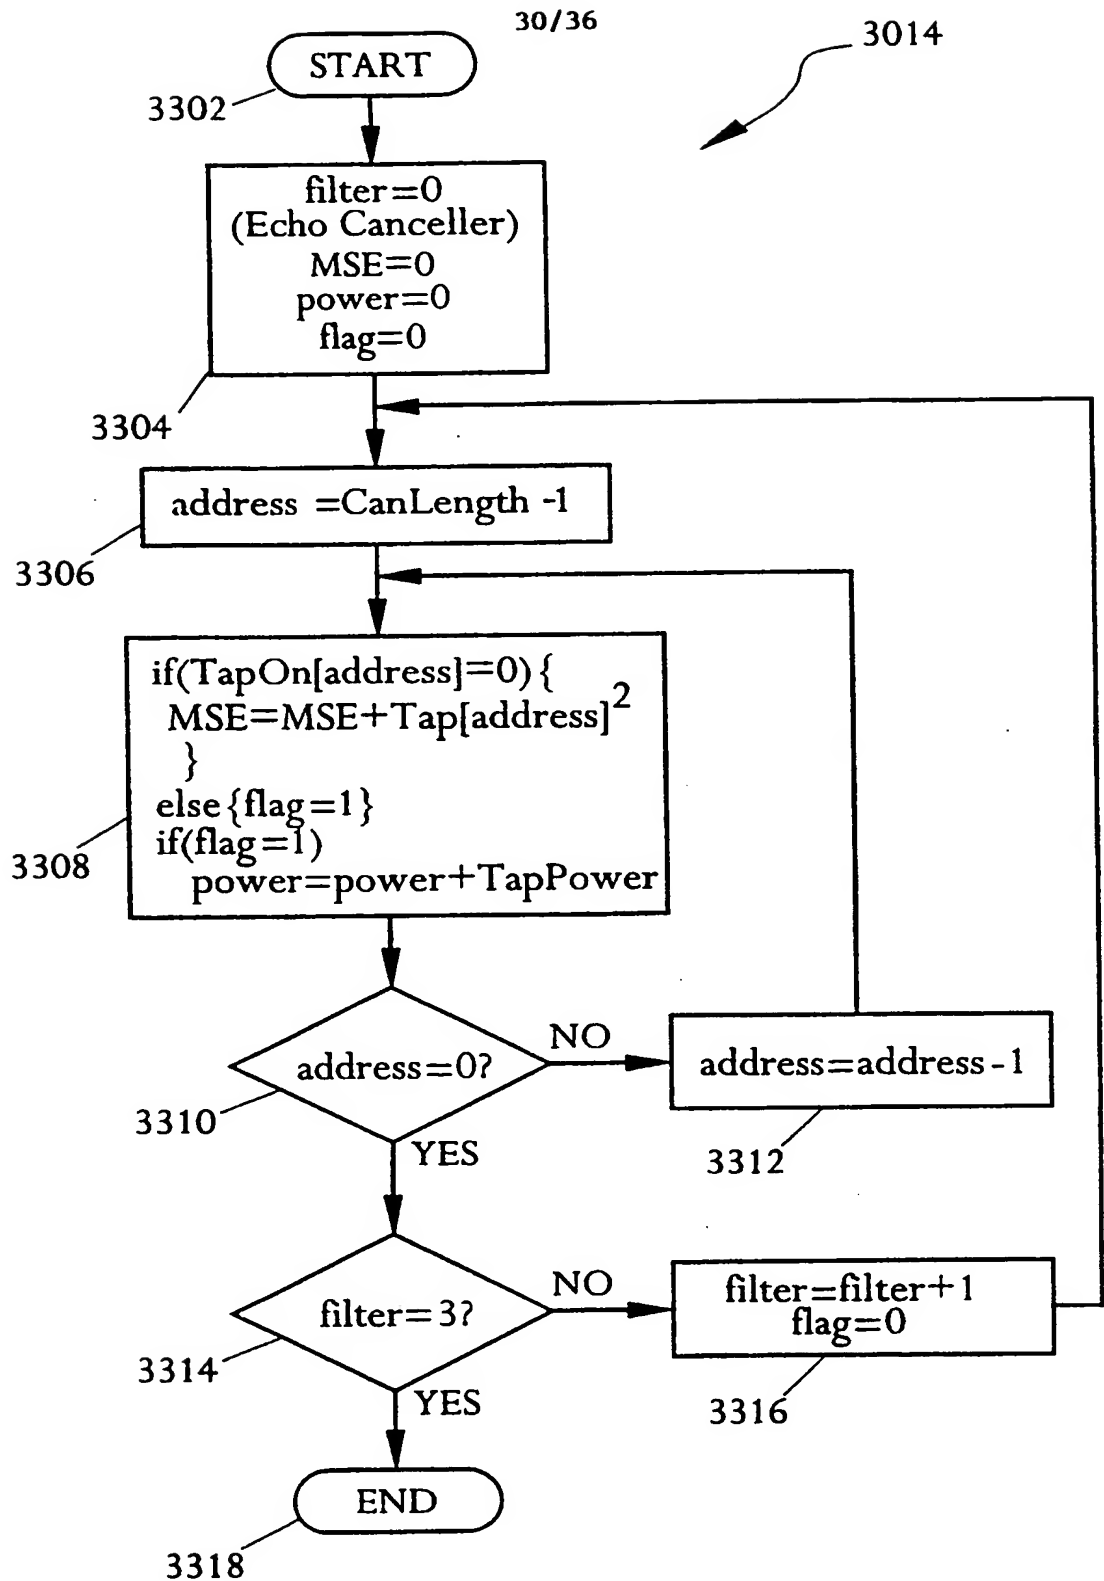 30/36
3014
START
3302
filter=0
(Echo Canceller)
MSE=0
power=0
flag=0
3304
address =CanLength -1
3306
if(TapOn[address]=0){
MSE=MSE+Tap[address]²
}
else{flag=1}
if(flag=1)
power=power+TapPower
3308
address=0?
NO
address=address-1
3310
YES
3312
filter=3?
NO
filter=filter+1
flag=0
3314
YES
3316
END
3318